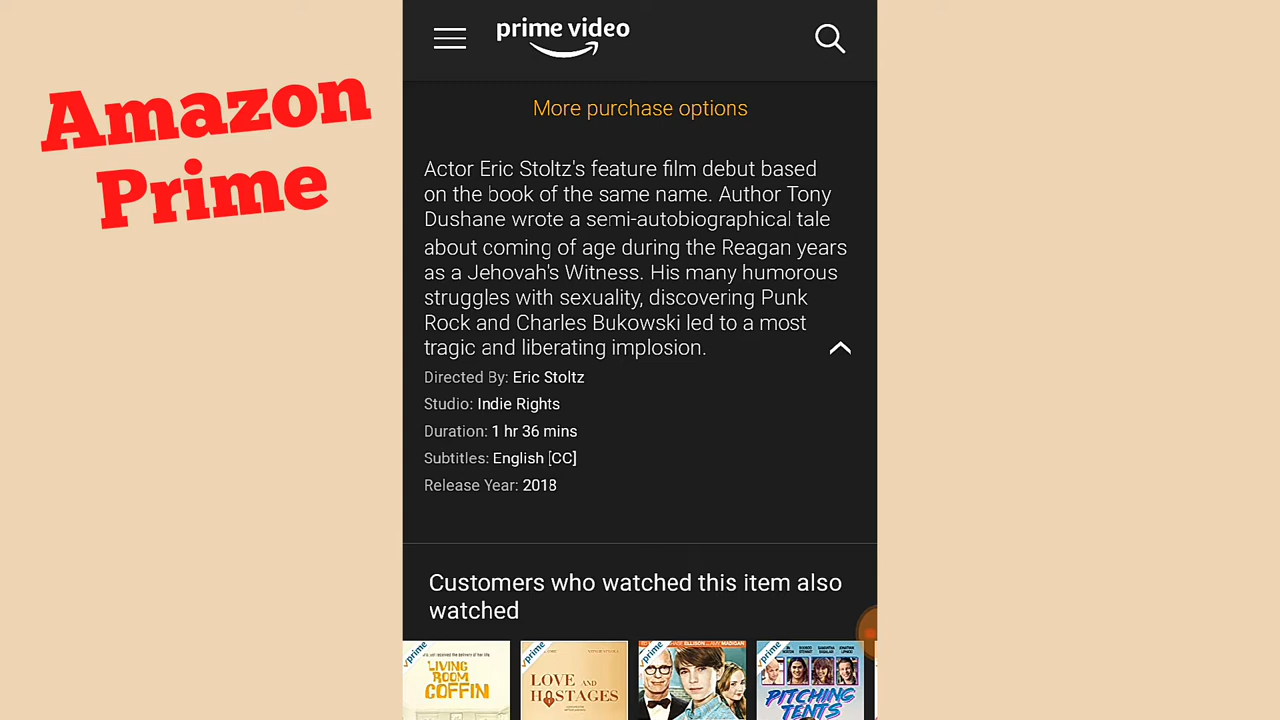 Amazon
Prime
prime video
More purchase options
Actor Eric Stoltz's feature film debut based
on the book of the same name. Author Tony
Dushane wrote a semi-autobiographical tale
about coming of age during the Reagan years
as a Jehovah's Witness. His many humorous
struggles with sexuality, discovering Punk
Rock and Charles Bukowski led to a most
tragic and liberating implosion.
Directed By: Eric Stoltz
Studio: Indie Rights
Duration: 1 hr 36 mins
Subtitles: English [CC]
Release Year: 2018
Customers who watched this item also
watched
prime
LIVING
ROOM
COFFIN
prime
LOVE AND
HOSTAGES
prime
prime
PITCHING
TENTS